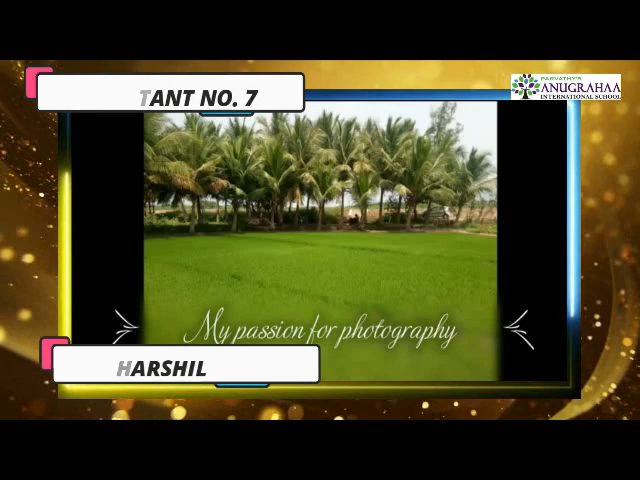 TANT NO. 7
PARVATHY'S
ANUGRAHAA
INTERNATIONAL SCHOOL
My passion for photography
HARSHIL